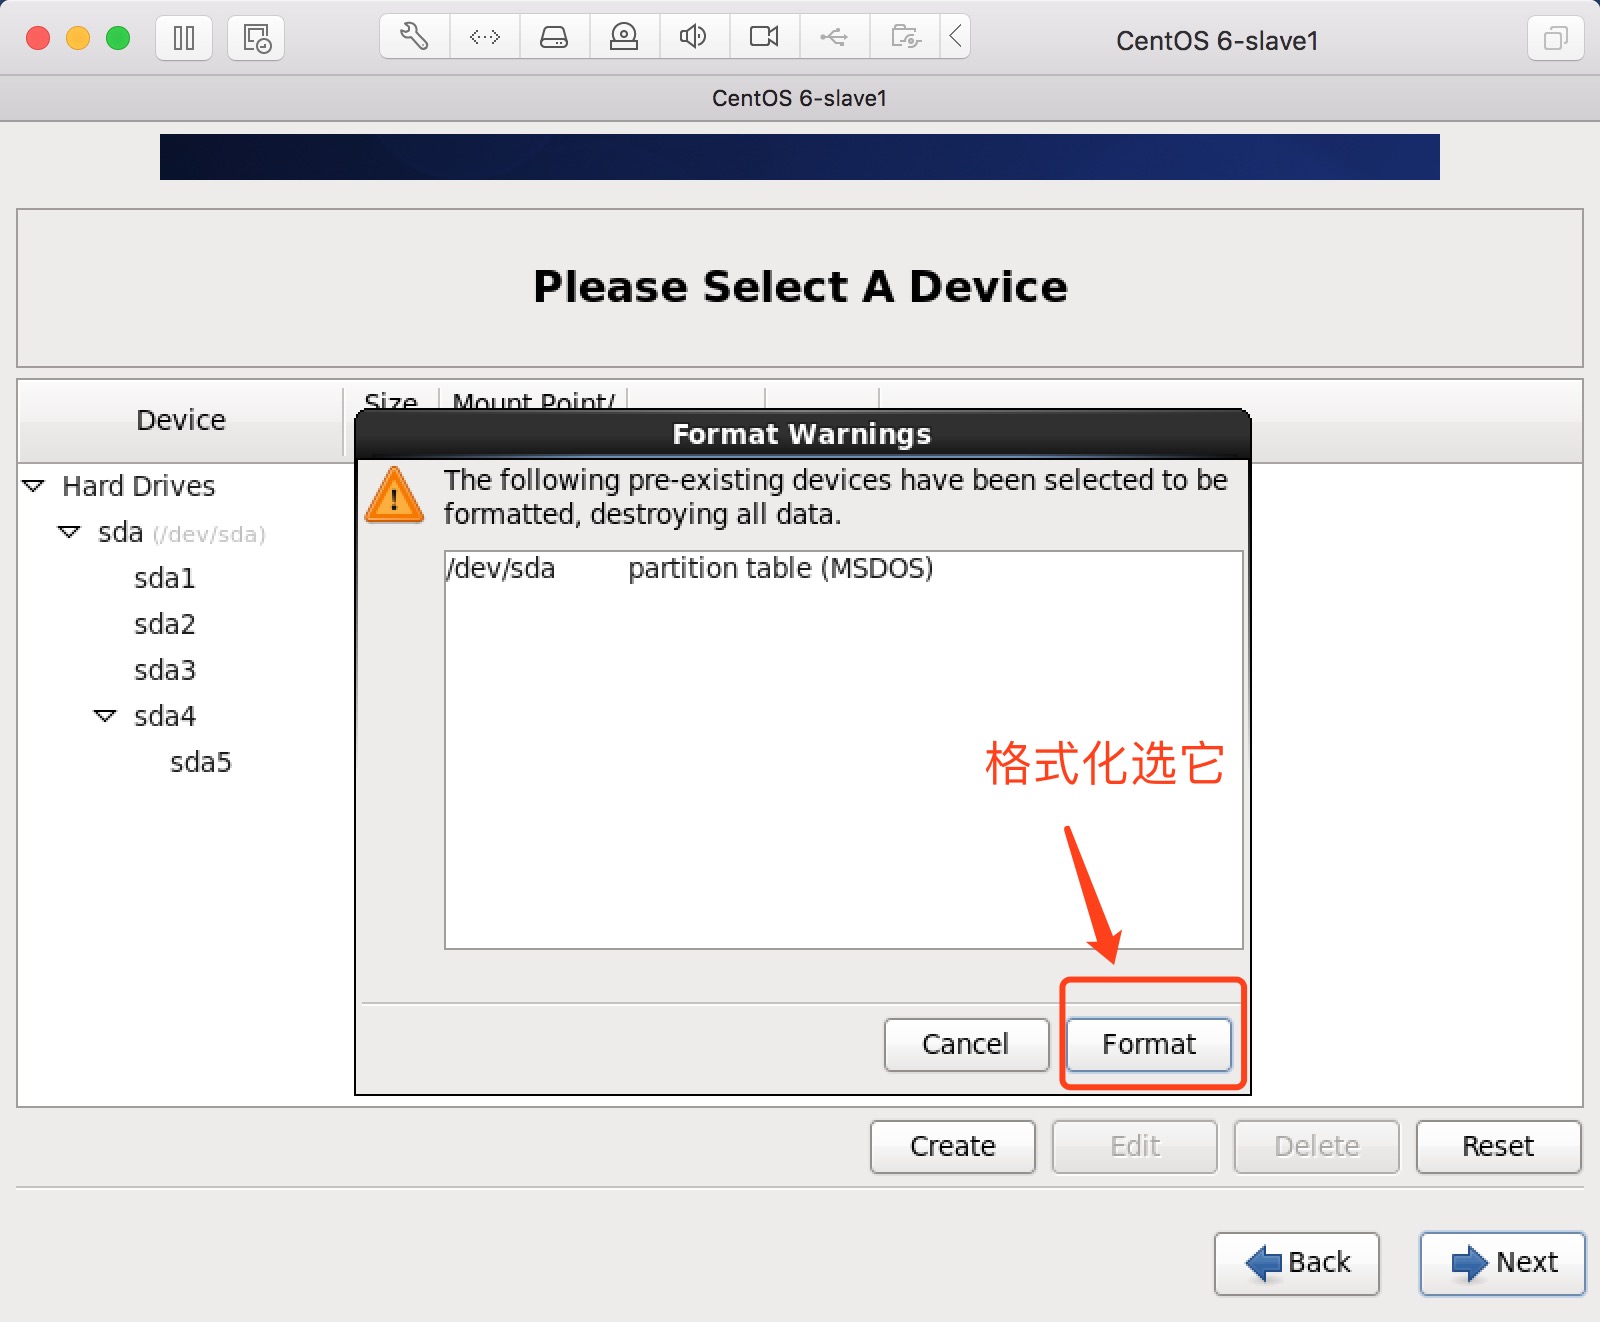 CentOS 6-slave1
CentOS 6-slave1
Please Select A Device
Device
Size
Mount Point/
Hard Drives
sda (/dev/sda)
sda1
sda2
sda3
sda4
sda5
Format Warnings
The following pre-existing devices have been selected to be
formatted, destroying all data.
/dev/sda partition table (MSDOS)
格式化选它
Cancel Format
Create Edit Delete Reset
Back Next